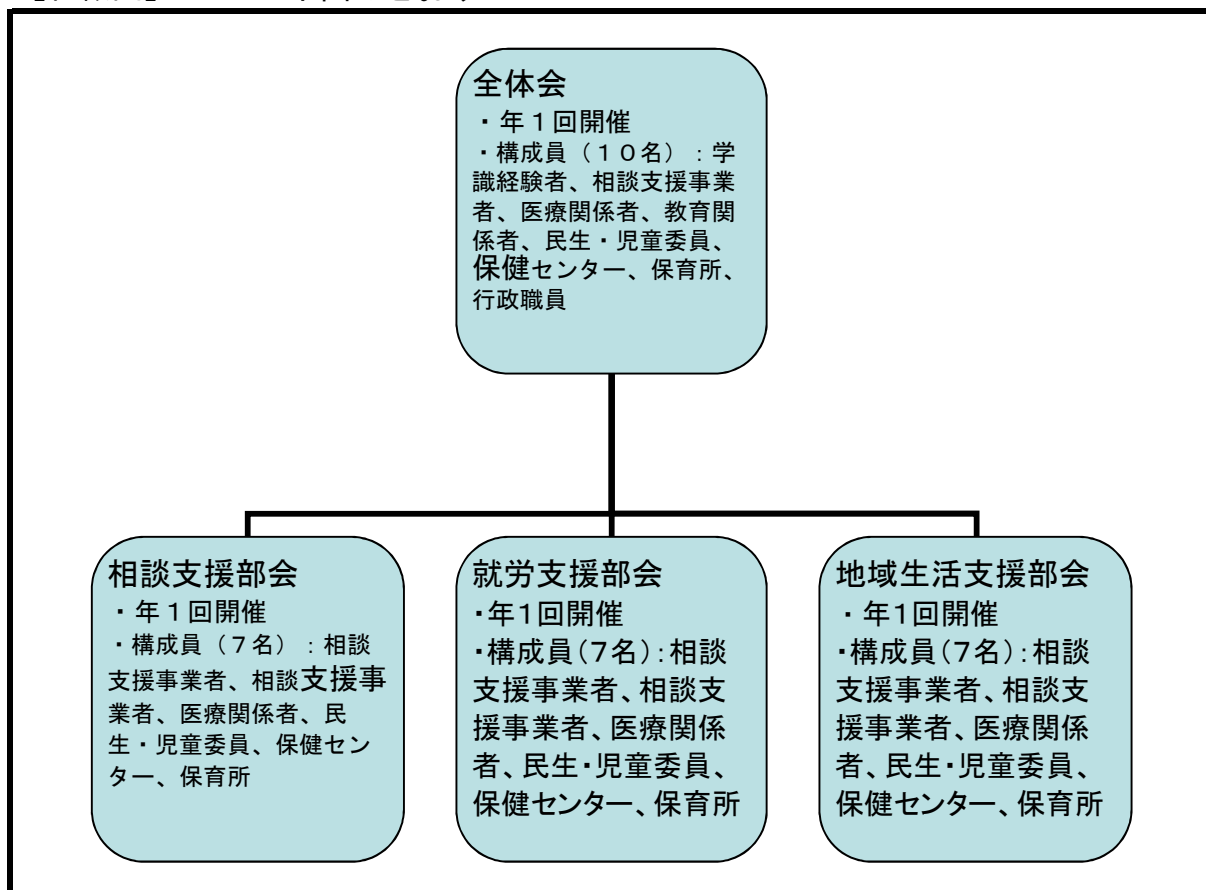 全体会
・年１回開催
・構成員（１０名）：学
識経験者、相談支援事業
者、医療関係者、教育関
係者、民生・児童委員、
保健センター、保育所、
行政職員
相談支援部会
・年１回開催
・構成員（７名）：相談
支援事業者、相談支援事
業者、医療関係者、民
生・児童委員、保健セン
ター、保育所
就労支援部会
・年1回開催
・構成員（7名）：相談
支援事業者、相談支
援事業者、医療関係
者、民生・児童委員、
保健センター、保育所
地域生活支援部会
・年1回開催
・構成員（7名）：相談
支援事業者、相談支
援事業者、医療関係
者、民生・児童委員、
保健センター、保育所